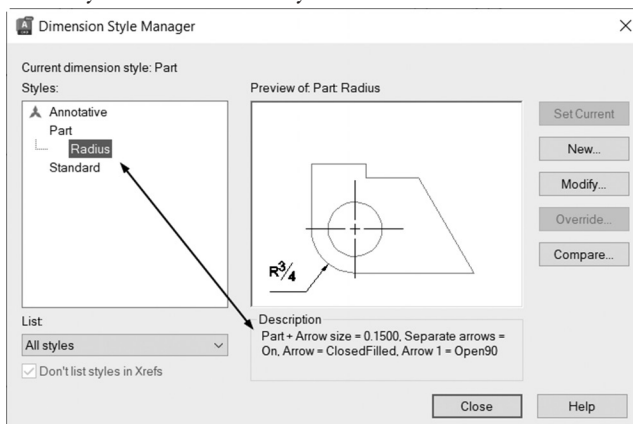 Dimension Style Manager
Current dimension style: Part
Styles:
Annotative
Part
Radius
Standard
List:
All styles
Don't list styles in Xrefs
Preview of: Part: Radius
R3/4
Description
Part + Arrow size = 0.1500, Separate arrows =
On, Arrow = ClosedFilled, Arrow 1 = Open90
Set Current
New...
Modify...
Override...
Compare...
Close
Help